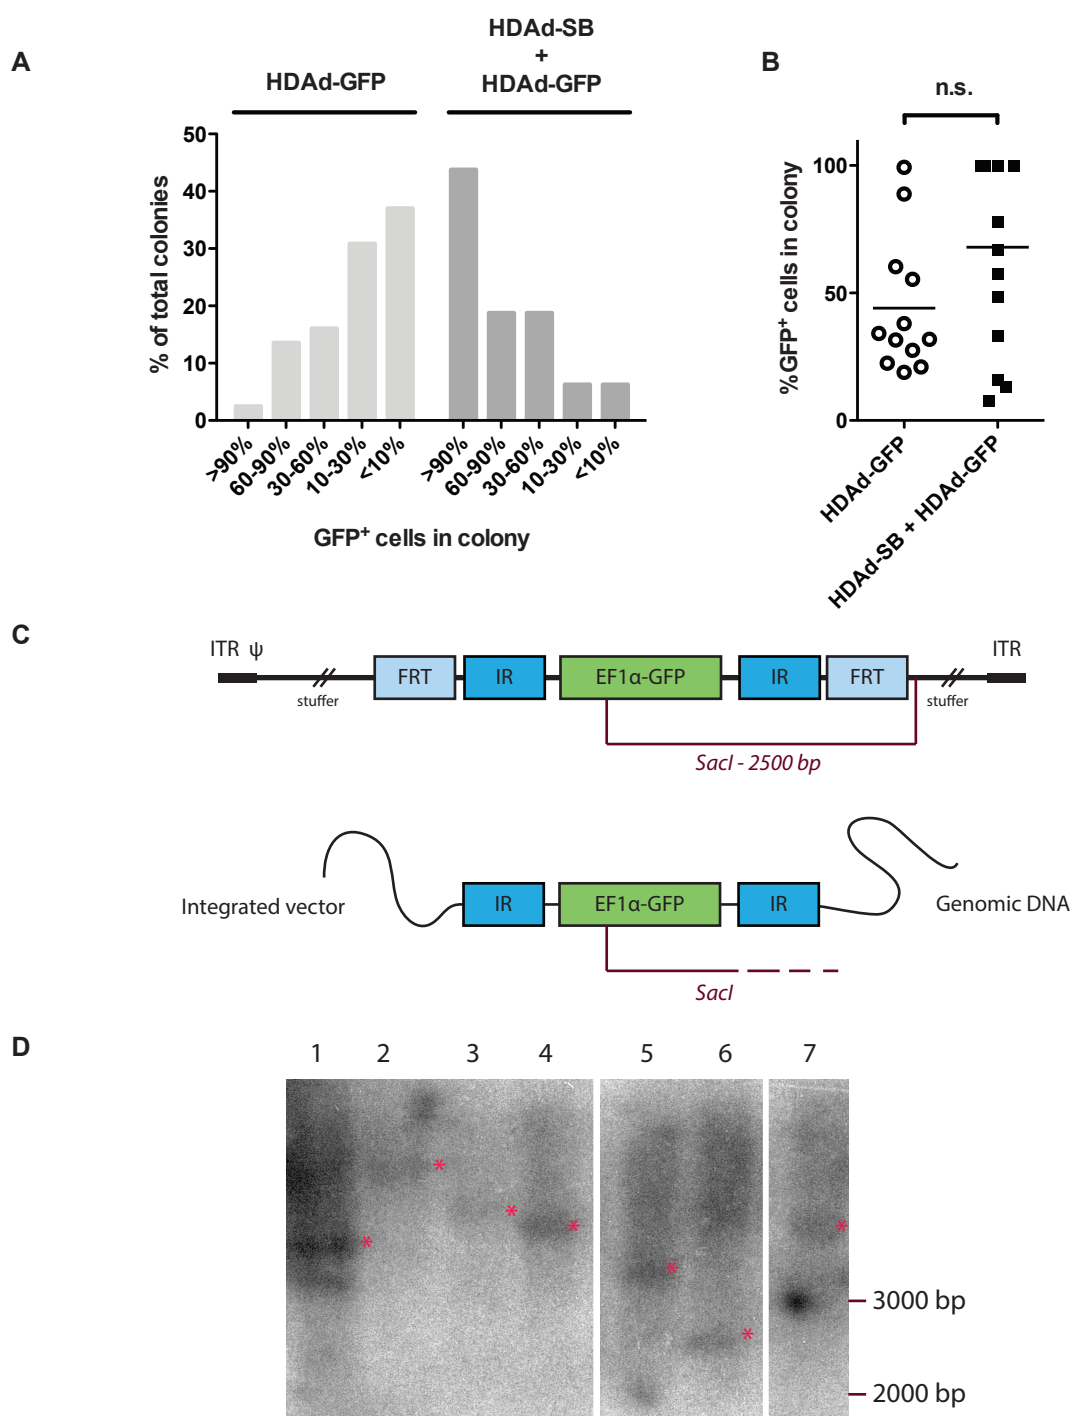 A
HDAd-GFP
HDAd-SB
+
HDAd-GFP
% of total colonies
50
40
30
20
10
0
>90%
60-90%
30-60%
10-30%
<10%
>90%
60-90%
30-60%
10-30%
<10%
GFP⁺ cells in colony
B
n.s.
%GFP⁺ cells in colony
100
50
0
HDAd-GFP
HDAd-SB + HDAd-GFP
C
ITR ψ
ITR
stuffer
FRT
IR
EF1α-GFP
IR
FRT
stuffer
SacI - 2500 bp
Integrated vector
IR
EF1α-GFP
IR
Genomic DNA
SacI
D
1 2 3 4 5 6 7
*
*
*
*
*
*
*
3000 bp
2000 bp